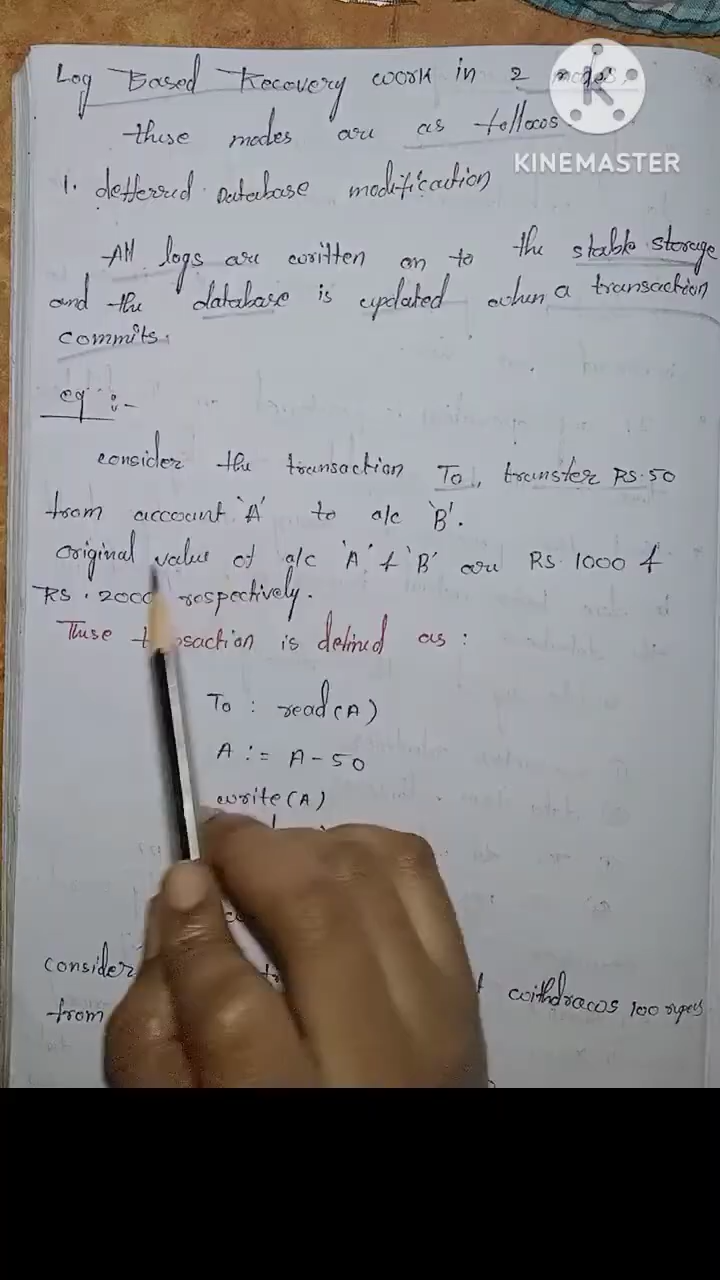 Log Based Recovery work in 2 modes,
these modes are as follows
KINEMASTER
1. defferred Database modification
All logs are written on to the stable storage
and the database is updated when a transaction
commits.
eg :-
consider the transaction To, transfer RS.50
from account 'A' to a/c 'B'.
Original value of a/c 'A' & 'B' are RS 1000 &
RS. 2000 respectively.
These transaction is defined as :
To : read(A)
A := A - 50
write(A)
consider withdraws 100 rupees
from